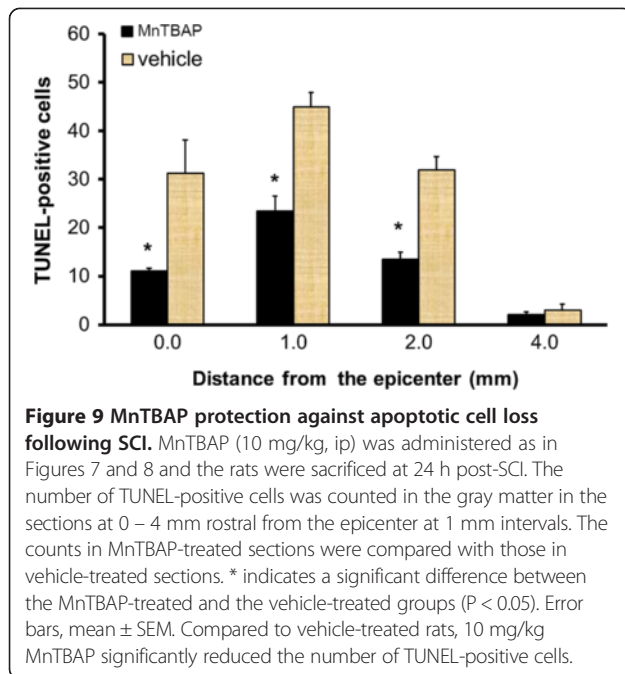 MnTBAP
vehicle
60
50
40
30
20
10
0
TUNEL-positive cells
*
*
*
0.0 1.0 2.0 4.0
Distance from the epicenter (mm)
Figure 9 MnTBAP protection against apoptotic cell loss
following SCI. MnTBAP (10 mg/kg, ip) was administered as in
Figures 7 and 8 and the rats were sacrificed at 24 h post-SCI. The
number of TUNEL-positive cells was counted in the gray matter in the
sections at 0 – 4 mm rostral from the epicenter at 1 mm intervals. The
counts in MnTBAP-treated sections were compared with those in
vehicle-treated sections. * indicates a significant difference between
the MnTBAP-treated and the vehicle-treated groups (P < 0.05). Error
bars, mean ± SEM. Compared to vehicle-treated rats, 10 mg/kg
MnTBAP significantly reduced the number of TUNEL-positive cells.